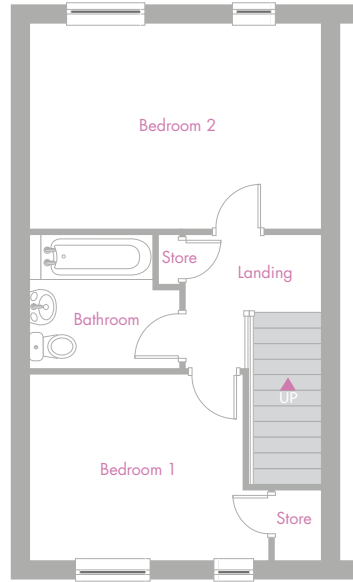 Bedroom 2
Store
Landing
Bathroom
UP
Bedroom 1
Store